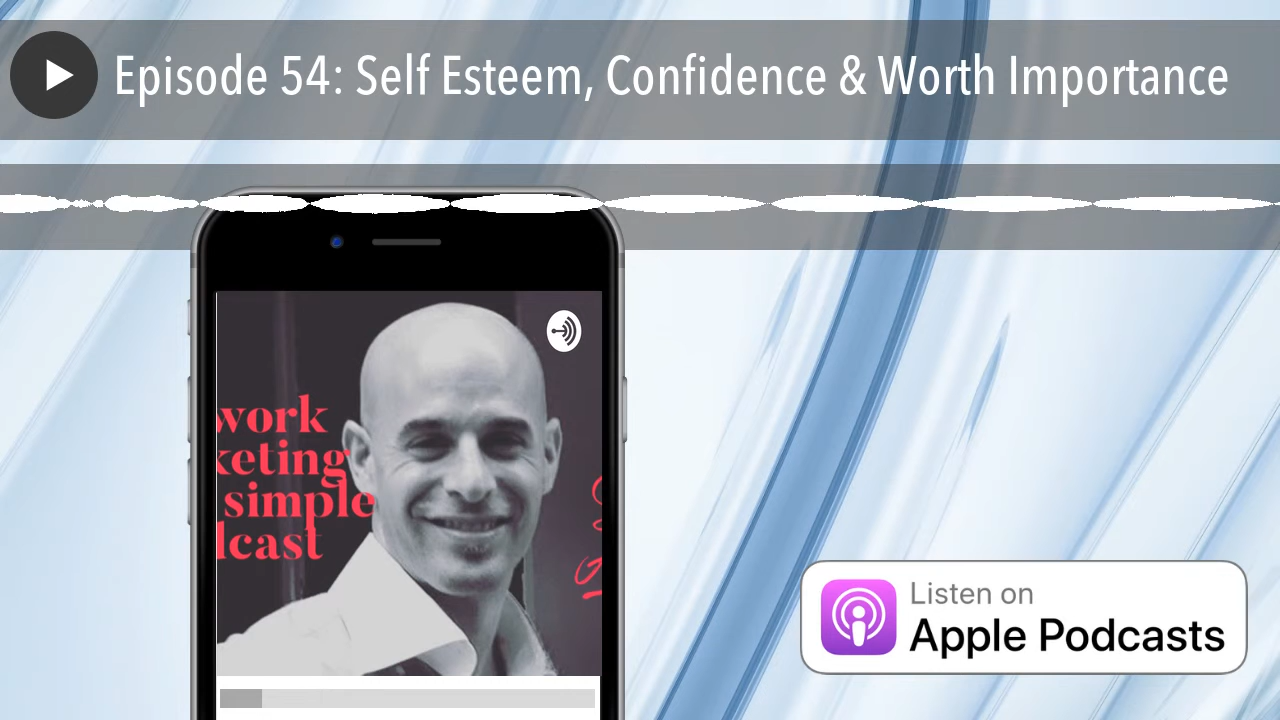 Episode 54: Self Esteem, Confidence & Worth Importance
work
keting
simple
dcast
Listen on
Apple Podcasts